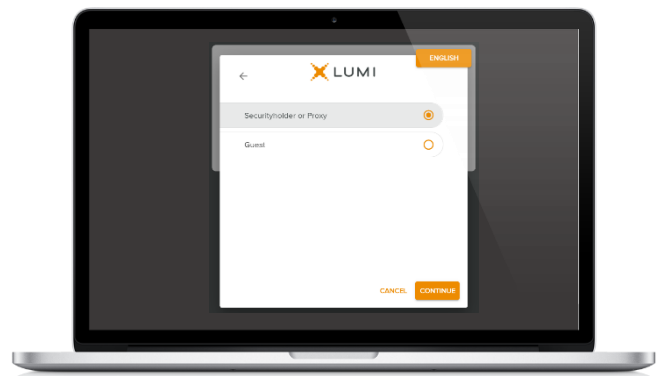 ENGLISH
LUMI
Securityholder or Proxy
Guest
CANCEL
CONTINUE